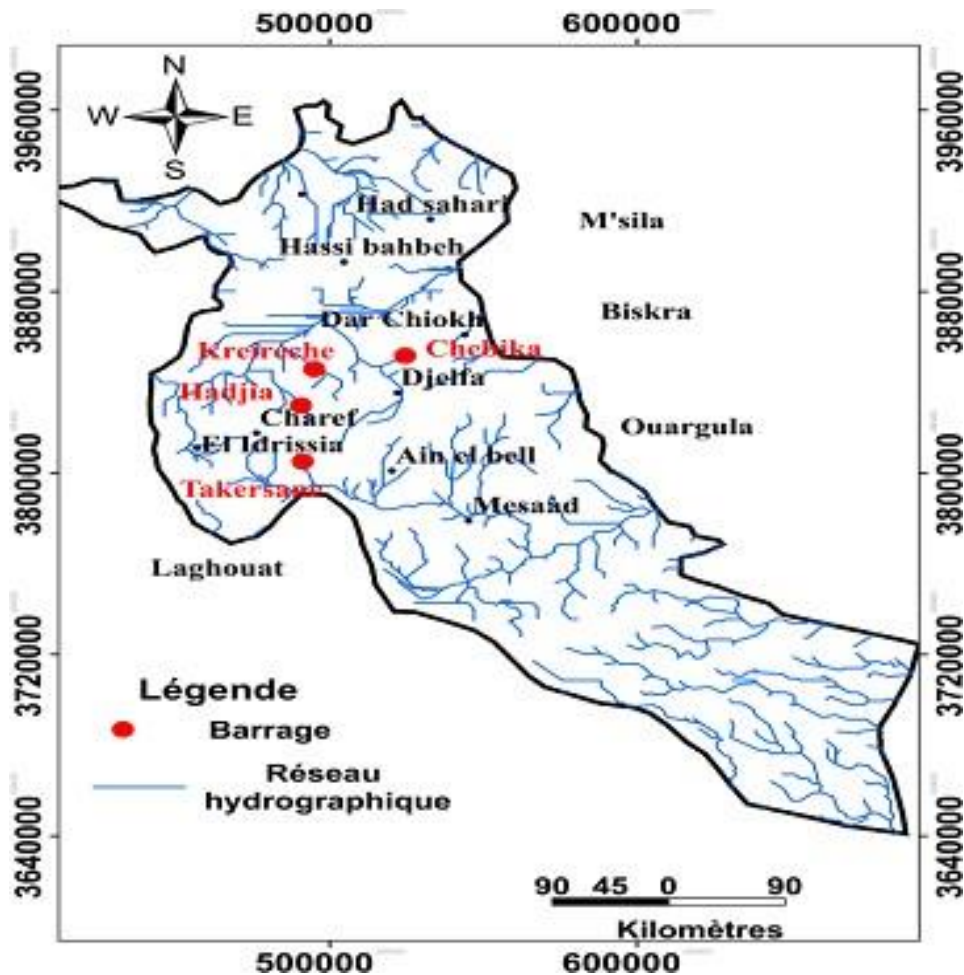 500000 600000
3960000 3960000
N
W E
S
Had sahari
M'sila
Hassi bahbeh
3880000 3880000
Biskra
Dar Chiokh
Kreireche Chebika
Djelfa
Hadjia
Charef
Ouargula
El Idrissia
Ain el bell
3800000 3800000
Takersane
Mesaâd
Laghouat
3720000 3720000
Légende
Barrage
Réseau
hydrographique
3640000 3640000
90 45 0 90
Kilomètres
500000 600000